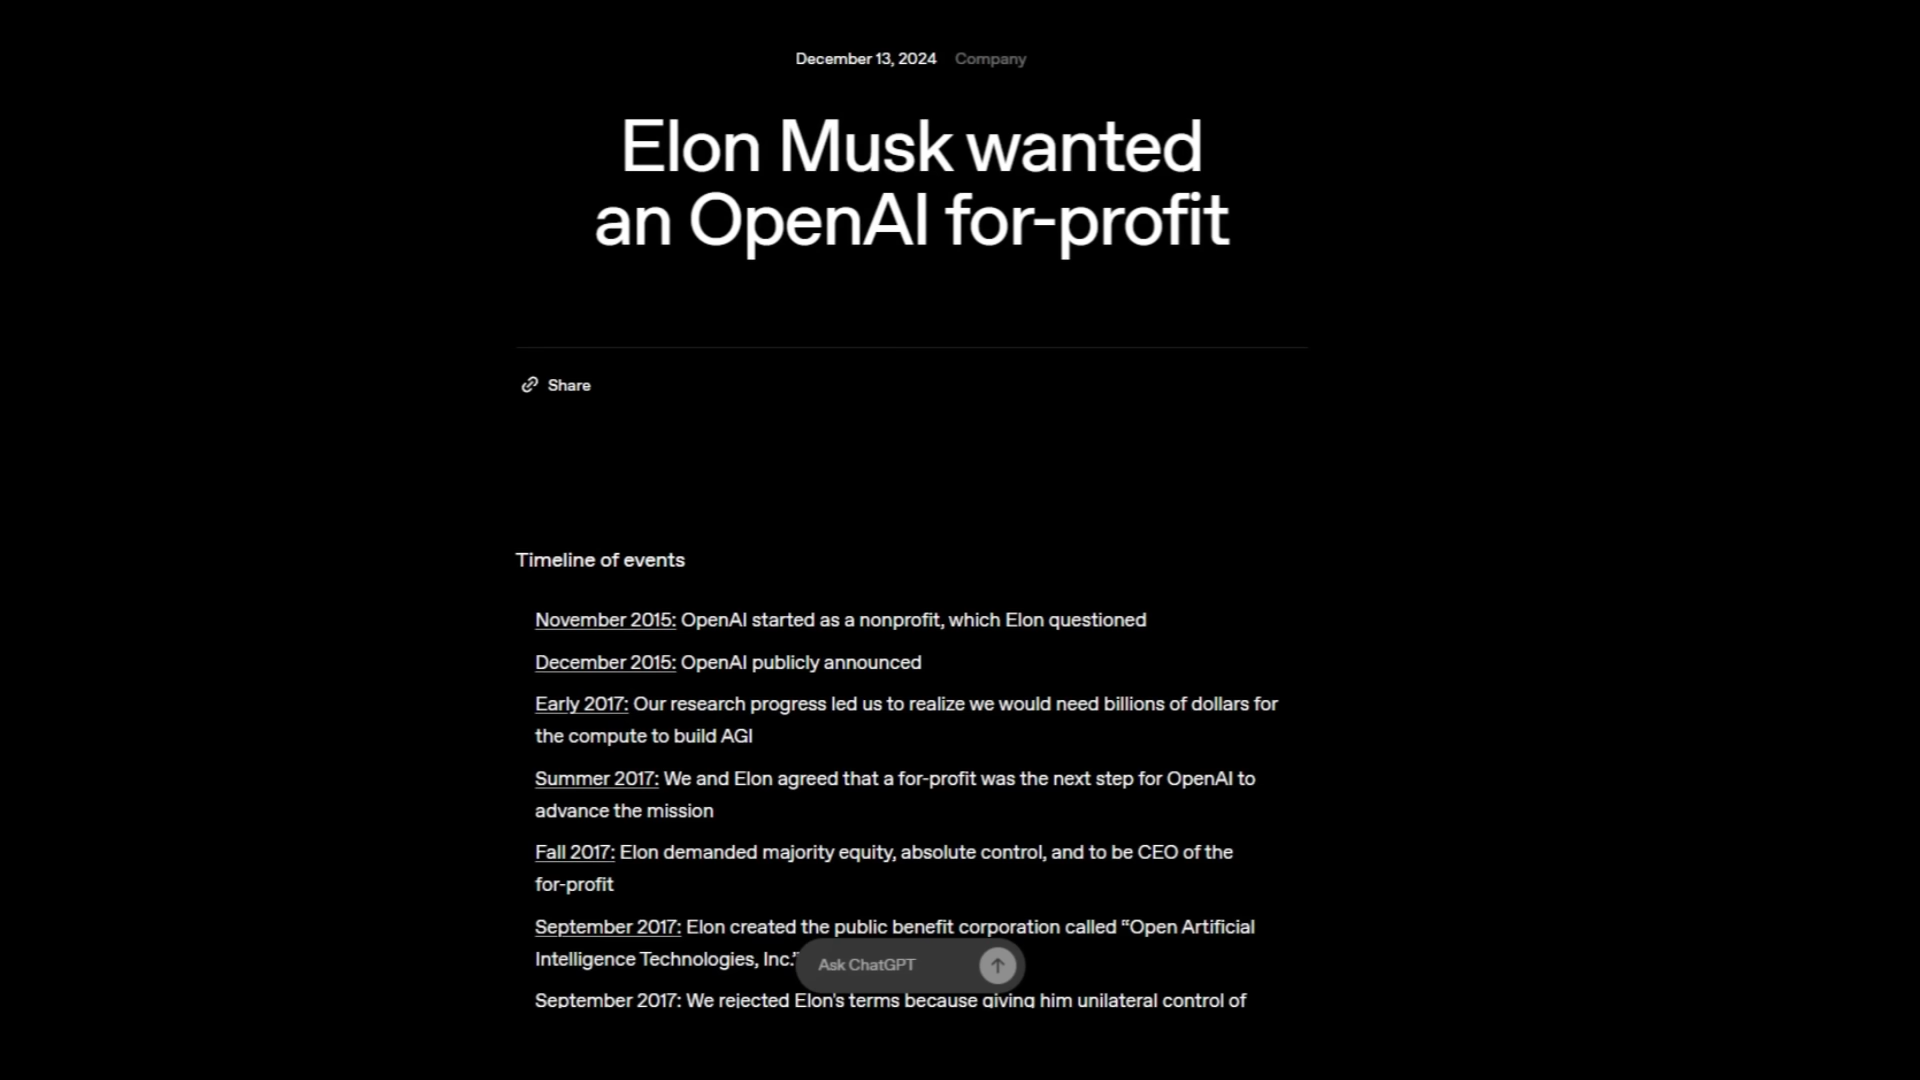 December 13, 2024 Company
Elon Musk wanted
an OpenAI for-profit
Share
Timeline of events
November 2015: OpenAI started as a nonprofit, which Elon questioned
December 2015: OpenAI publicly announced
Early 2017: Our research progress led us to realize we would need billions of dollars for
the compute to build AGI
Summer 2017: We and Elon agreed that a for-profit was the next step for OpenAI to
advance the mission
Fall 2017: Elon demanded majority equity, absolute control, and to be CEO of the
for-profit
September 2017: Elon created the public benefit corporation called “Open Artificial
Intelligence Technologies, Inc.”
Ask ChatGPT
September 2017: We rejected Elon's terms because giving him unilateral control of